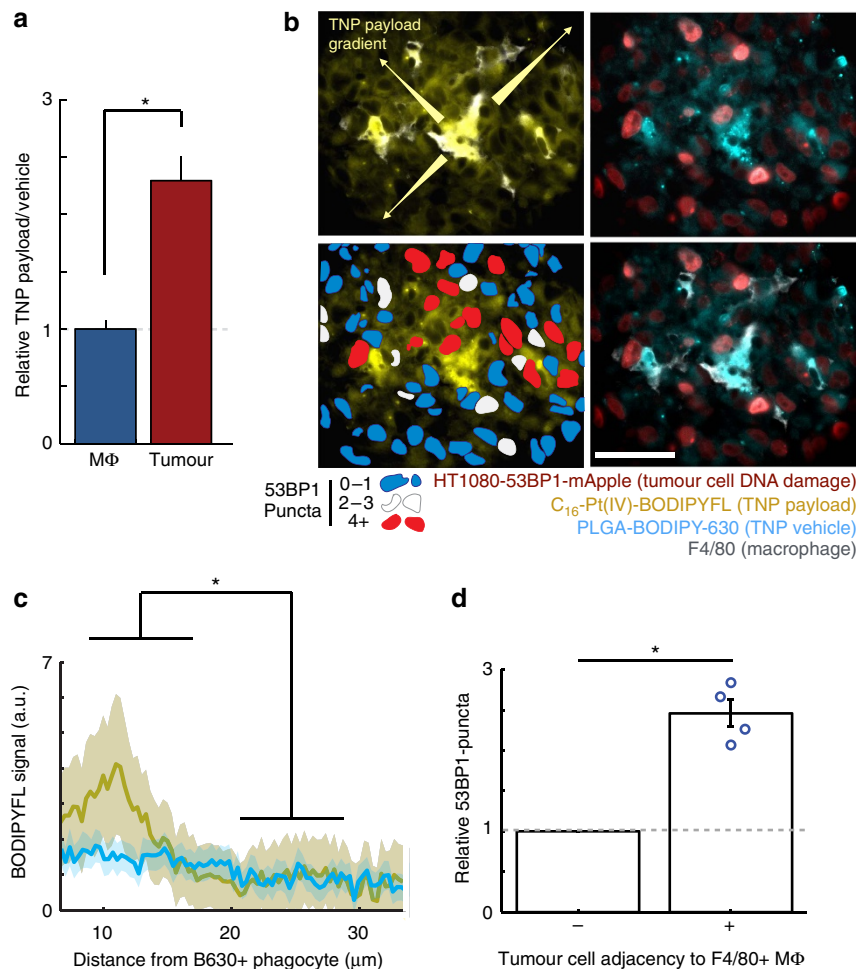 a
3
*
Relative TNP payload/vehicle
1
0
MΦ
Tumour
b
TNP payload
gradient
53BP1
Puncta
0–1
2–3
4+
HT1080-53BP1-mApple (tumour cell DNA damage)
C16-Pt(IV)-BODIPYFL (TNP payload)
PLGA-BODIPY-630 (TNP vehicle)
F4/80 (macrophage)
c
*
7
BODIPYFL signal (a.u.)
0
10
20
30
Distance from B630+ phagocyte (μm)
d
*
3
Relative 53BP1-puncta
1
0
–
+
Tumour cell adjacency to F4/80+ MΦ